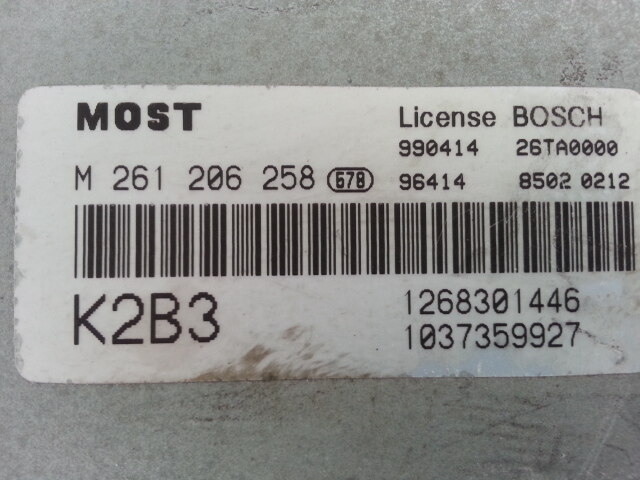 MOST License BOSCH
990414 26TA0000
M 261 206 258 678 96414 8502 0212
K2B3 1268301446
1037359927